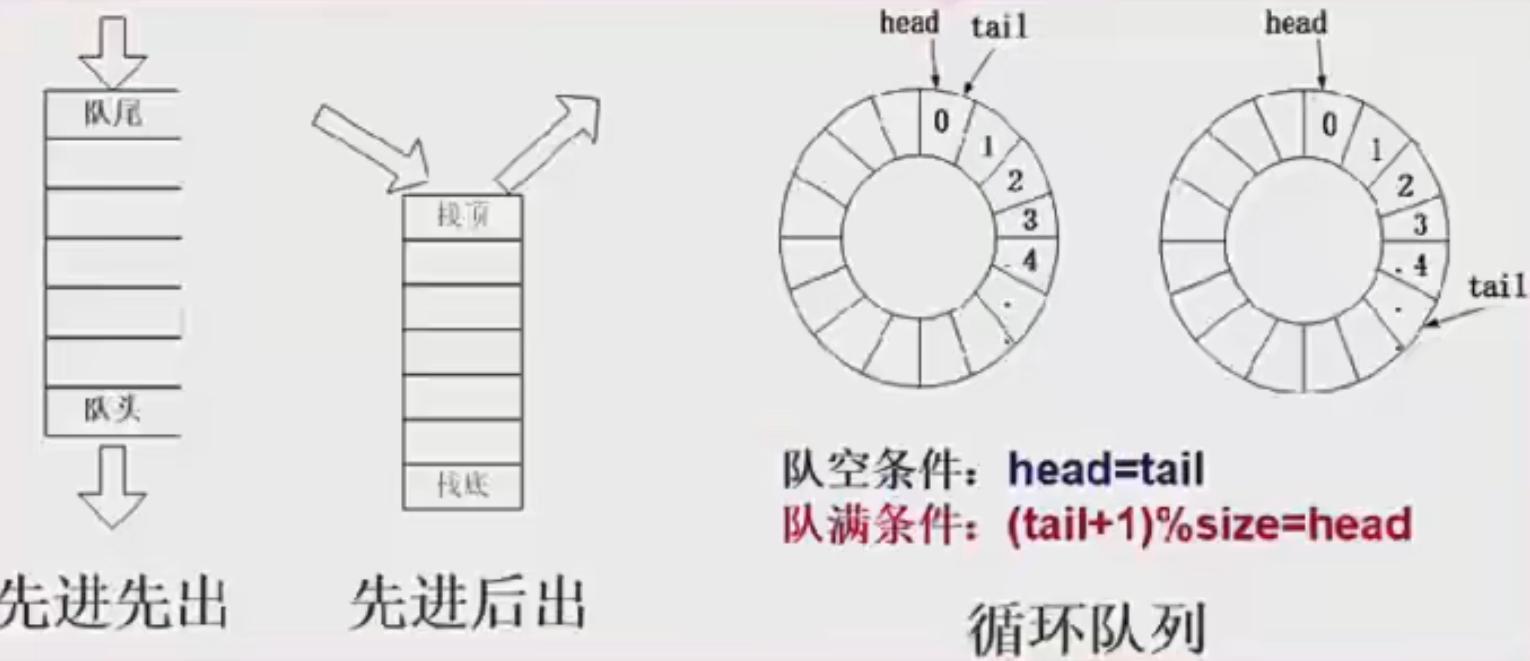 队尾
队头
先进先出
栈顶
栈底
先进后出
head tail
0
1
2
3
4
.
.
head
0
1
2
3
.4
.
.
tail
队空条件：head=tail
队满条件：(tail+1)%size=head
循环队列